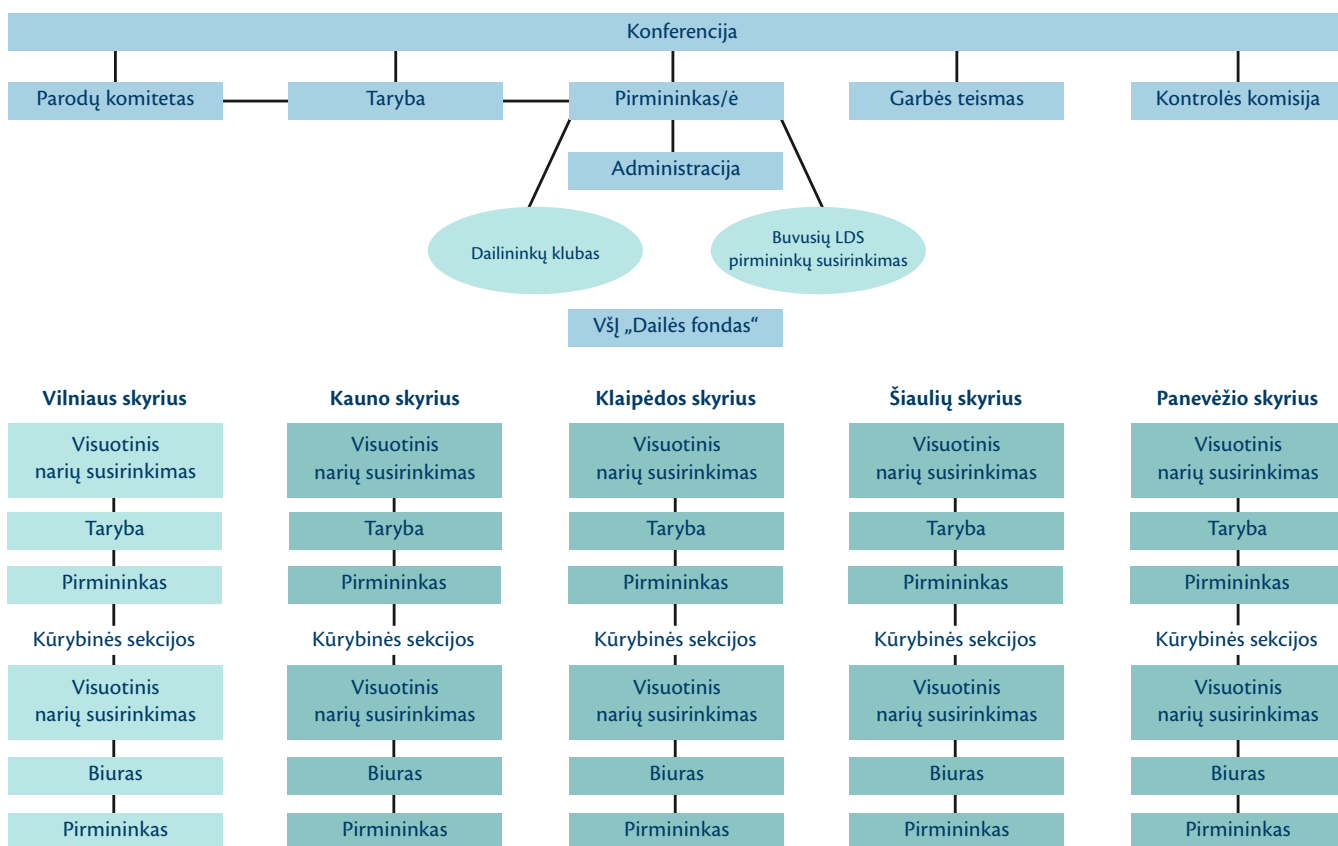 Konferencija
Parodų komitetas
Taryba
Pirmininkas/ė
Garbės teismas
Kontrolės komisija
Administracija
Dailininkų klubas
Buvusių LDS
pirmininkų susirinkimas
VšĮ „Dailės fondas“
Vilniaus skyrius
Kauno skyrius
Klaipėdos skyrius
Šiaulių skyrius
Panevėžio skyrius
Visuotinis
narių susirinkimas
Visuotinis
narių susirinkimas
Visuotinis
narių susirinkimas
Visuotinis
narių susirinkimas
Visuotinis
narių susirinkimas
Taryba
Taryba
Taryba
Taryba
Taryba
Pirmininkas
Pirmininkas
Pirmininkas
Pirmininkas
Pirmininkas
Kūrybinės sekcijos
Kūrybinės sekcijos
Kūrybinės sekcijos
Kūrybinės sekcijos
Kūrybinės sekcijos
Visuotinis
narių susirinkimas
Visuotinis
narių susirinkimas
Visuotinis
narių susirinkimas
Visuotinis
narių susirinkimas
Visuotinis
narių susirinkimas
Biuras
Biuras
Biuras
Biuras
Biuras
Pirmininkas
Pirmininkas
Pirmininkas
Pirmininkas
Pirmininkas